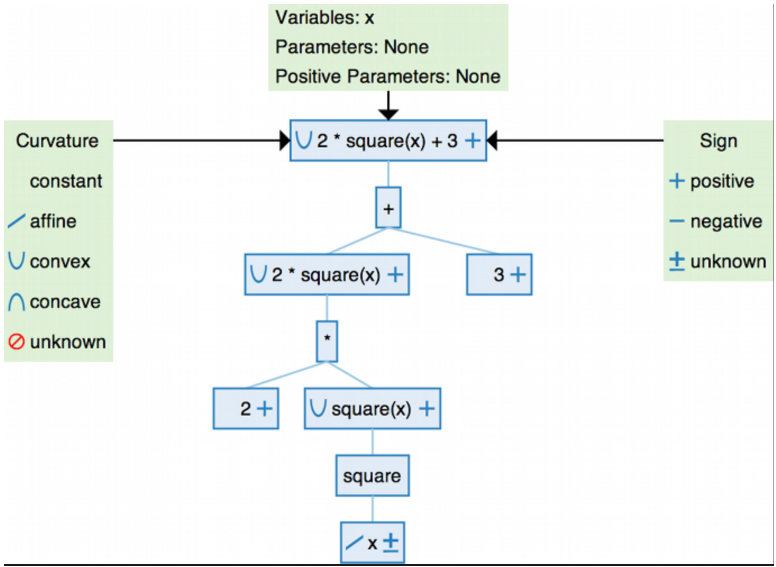 Variables: x
Parameters: None
Positive Parameters: None
Curvature
constant
affine
convex
concave
unknown
∪ 2 * square(x) + 3 +
Sign
+ positive
− negative
± unknown
+
∪ 2 * square(x) +
3 +
*
2 +
∪ square(x) +
square
x ±